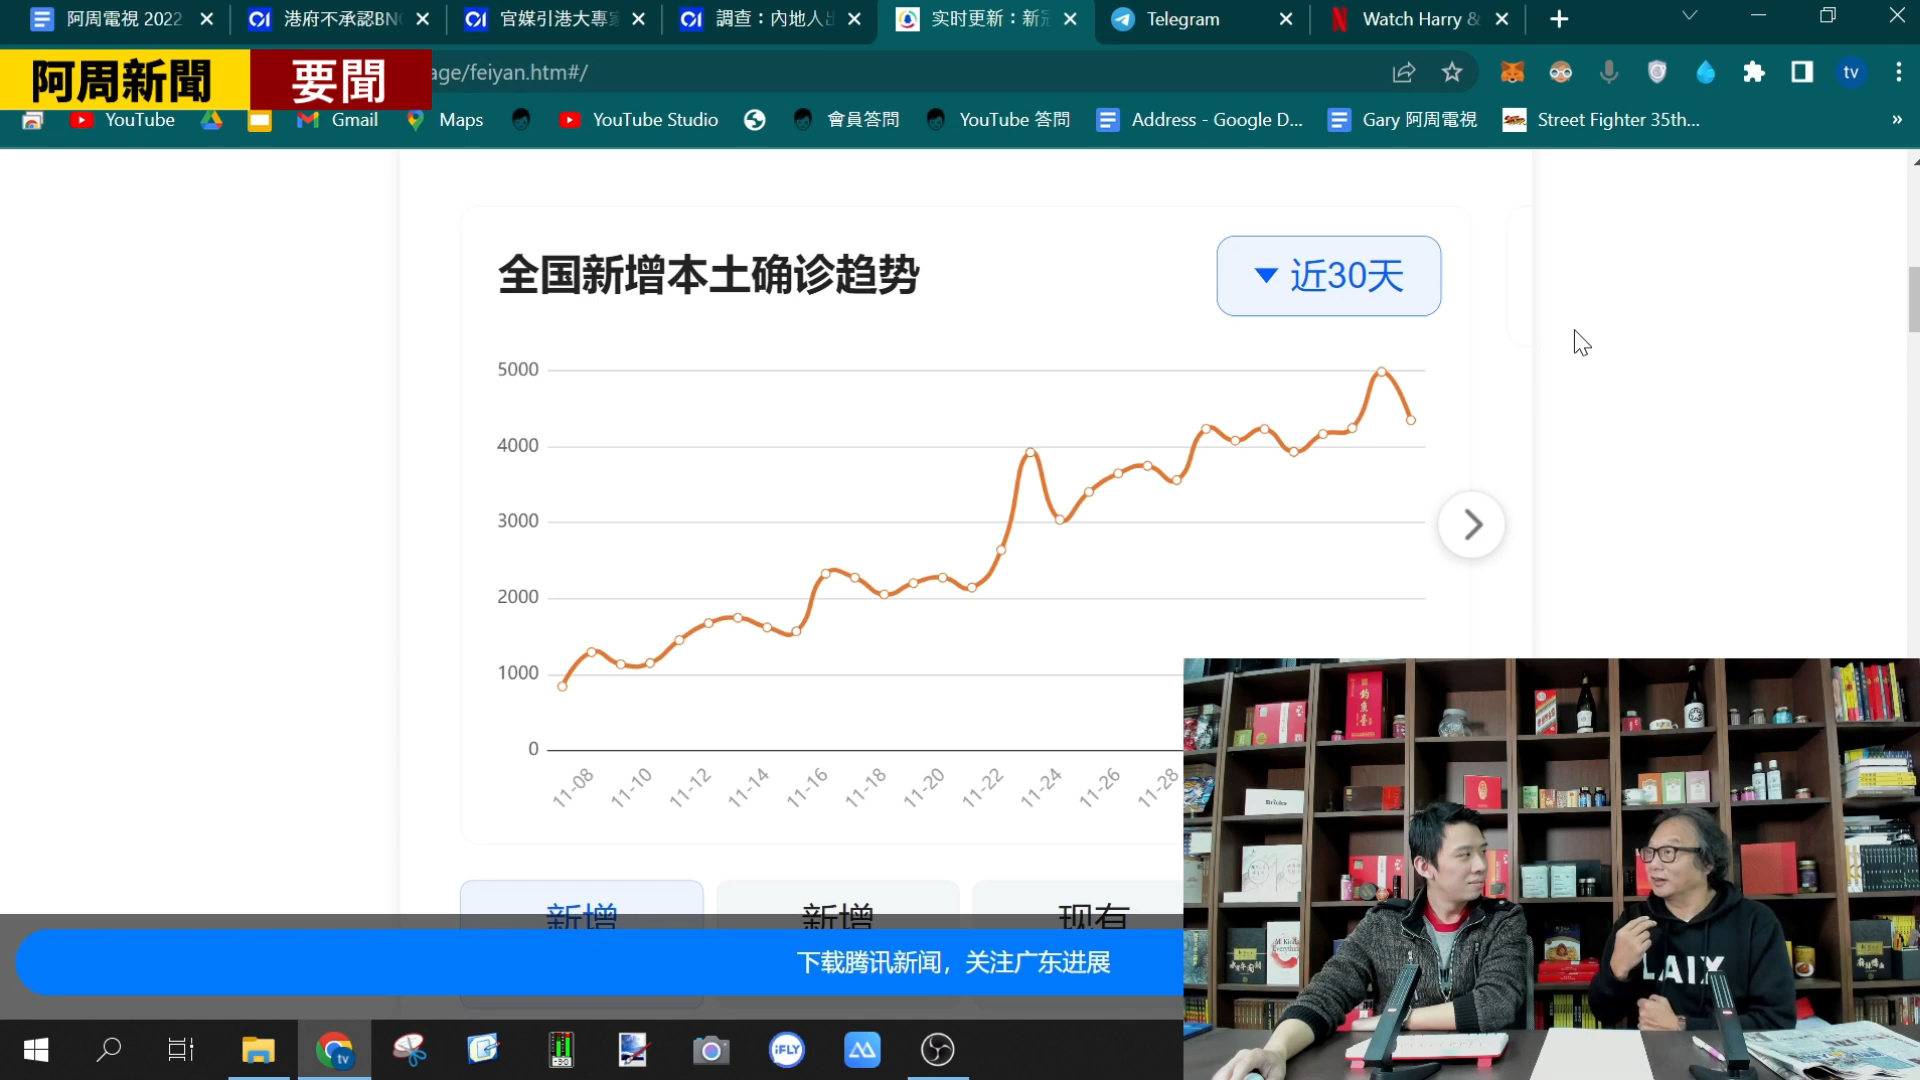 阿周電視 2022
港府不承認BN
官媒引港大專
調查：內地人
实时更新：新
Telegram
Watch Harry &
阿周新聞
要聞
age/feiyan.htm#/
tv
YouTube
Gmail
Maps
YouTube Studio
會員答問
YouTube 答問
Address - Google D...
Gary 阿周電視
Street Fighter 35th...
»
全国新增本土确诊趋势
近30天
5000
4000
3000
2000
1000
0
11-08
11-10
11-12
11-14
11-16
11-18
11-20
11-22
11-24
11-26
11-28
新增
新增
现有
下载腾讯新闻，关注广东进展
tv
iFLY
LAIX